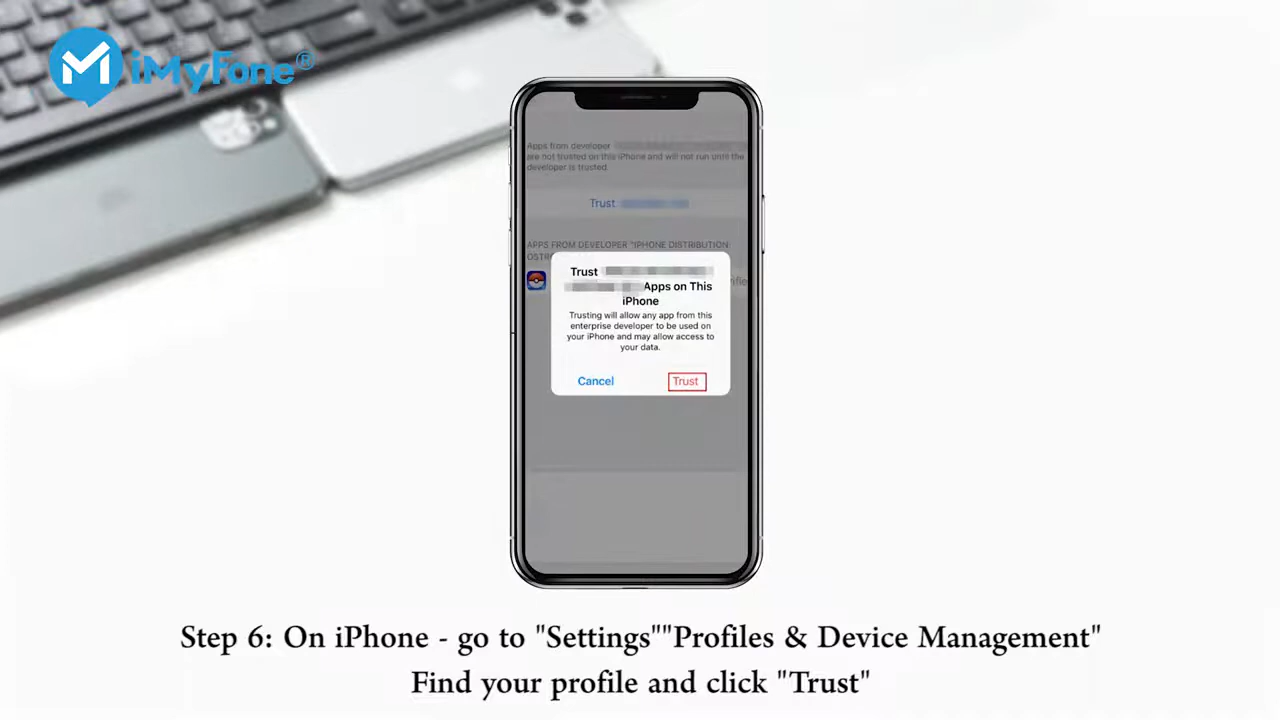 iMyFone®
Apps from developer
are not trusted on this iPhone and will not run until the
developer is trusted.
Trust
APPS FROM DEVELOPER "IPHONE DISTRIBUTION:
Trust
Apps on This
iPhone
Trusting will allow any app from this
enterprise developer to be used on
your iPhone and may allow access to
your data.
Cancel
Trust
Step 6: On iPhone - go to "Settings""Profiles & Device Management"
Find your profile and click "Trust"